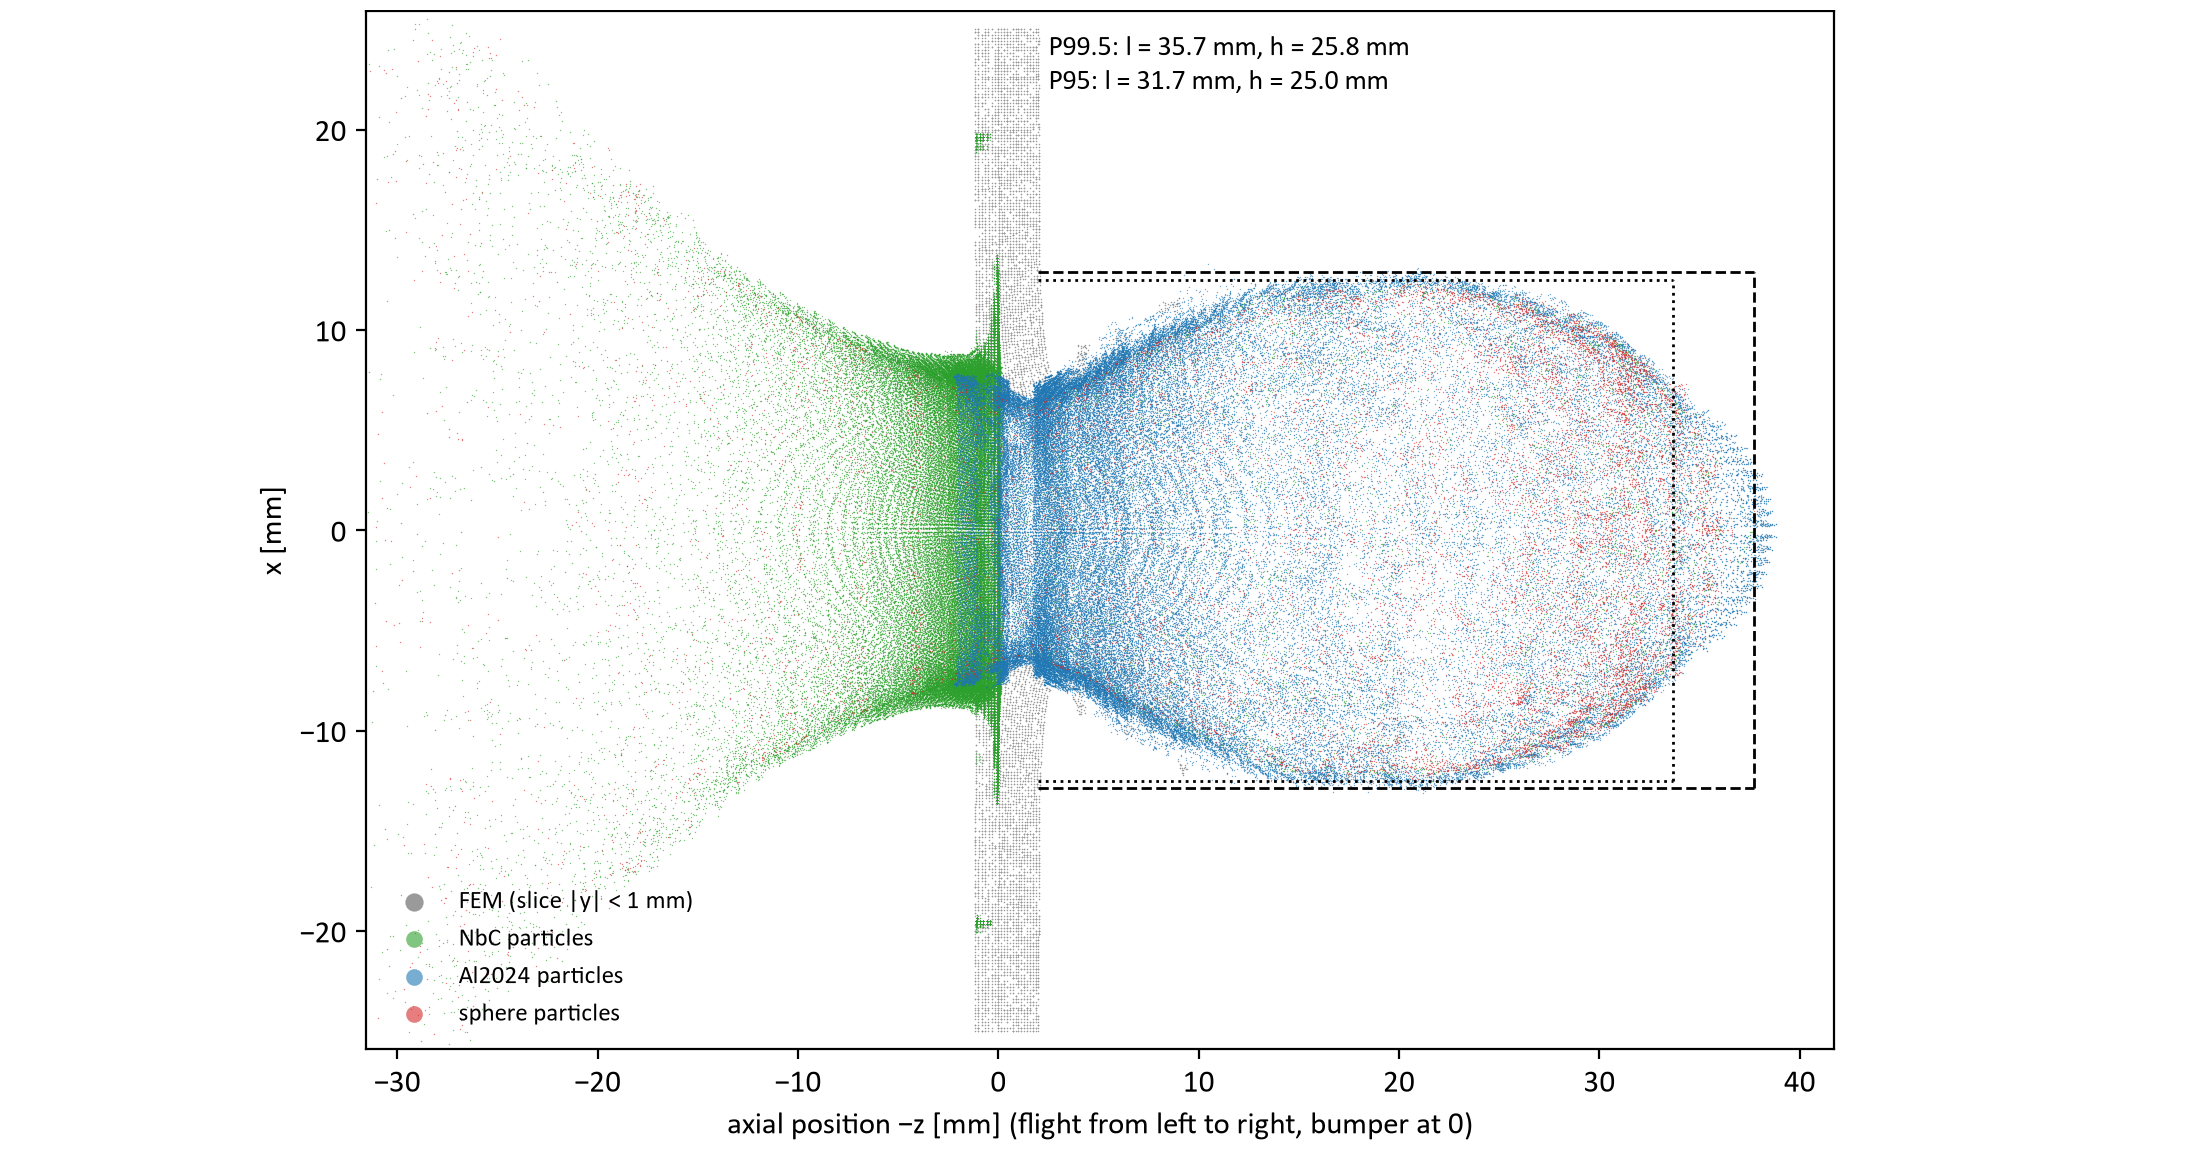 P99.5: l = 35.7 mm, h = 25.8 mm
P95: l = 31.7 mm, h = 25.0 mm
20
10
0
−10
−20
x [mm]
FEM (slice |y| < 1 mm)
NbC particles
Al2024 particles
sphere particles
−30 −20 −10 0 10 20 30 40
axial position −z [mm] (flight from left to right, bumper at 0)